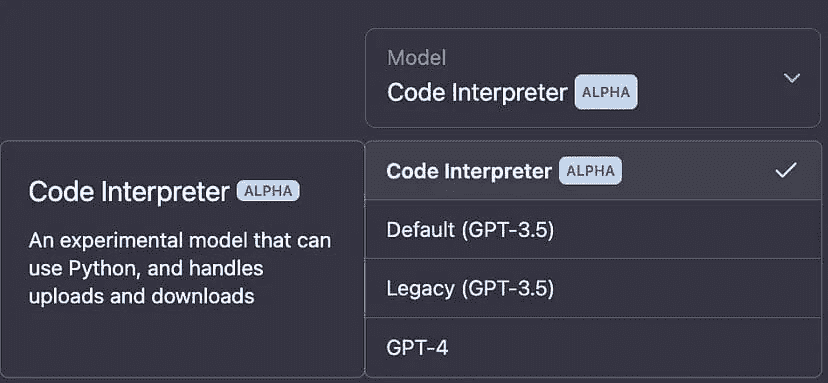 Model
Code Interpreter ALPHA
Code Interpreter ALPHA
An experimental model that can
use Python, and handles
uploads and downloads
Code Interpreter ALPHA
Default (GPT-3.5)
Legacy (GPT-3.5)
GPT-4